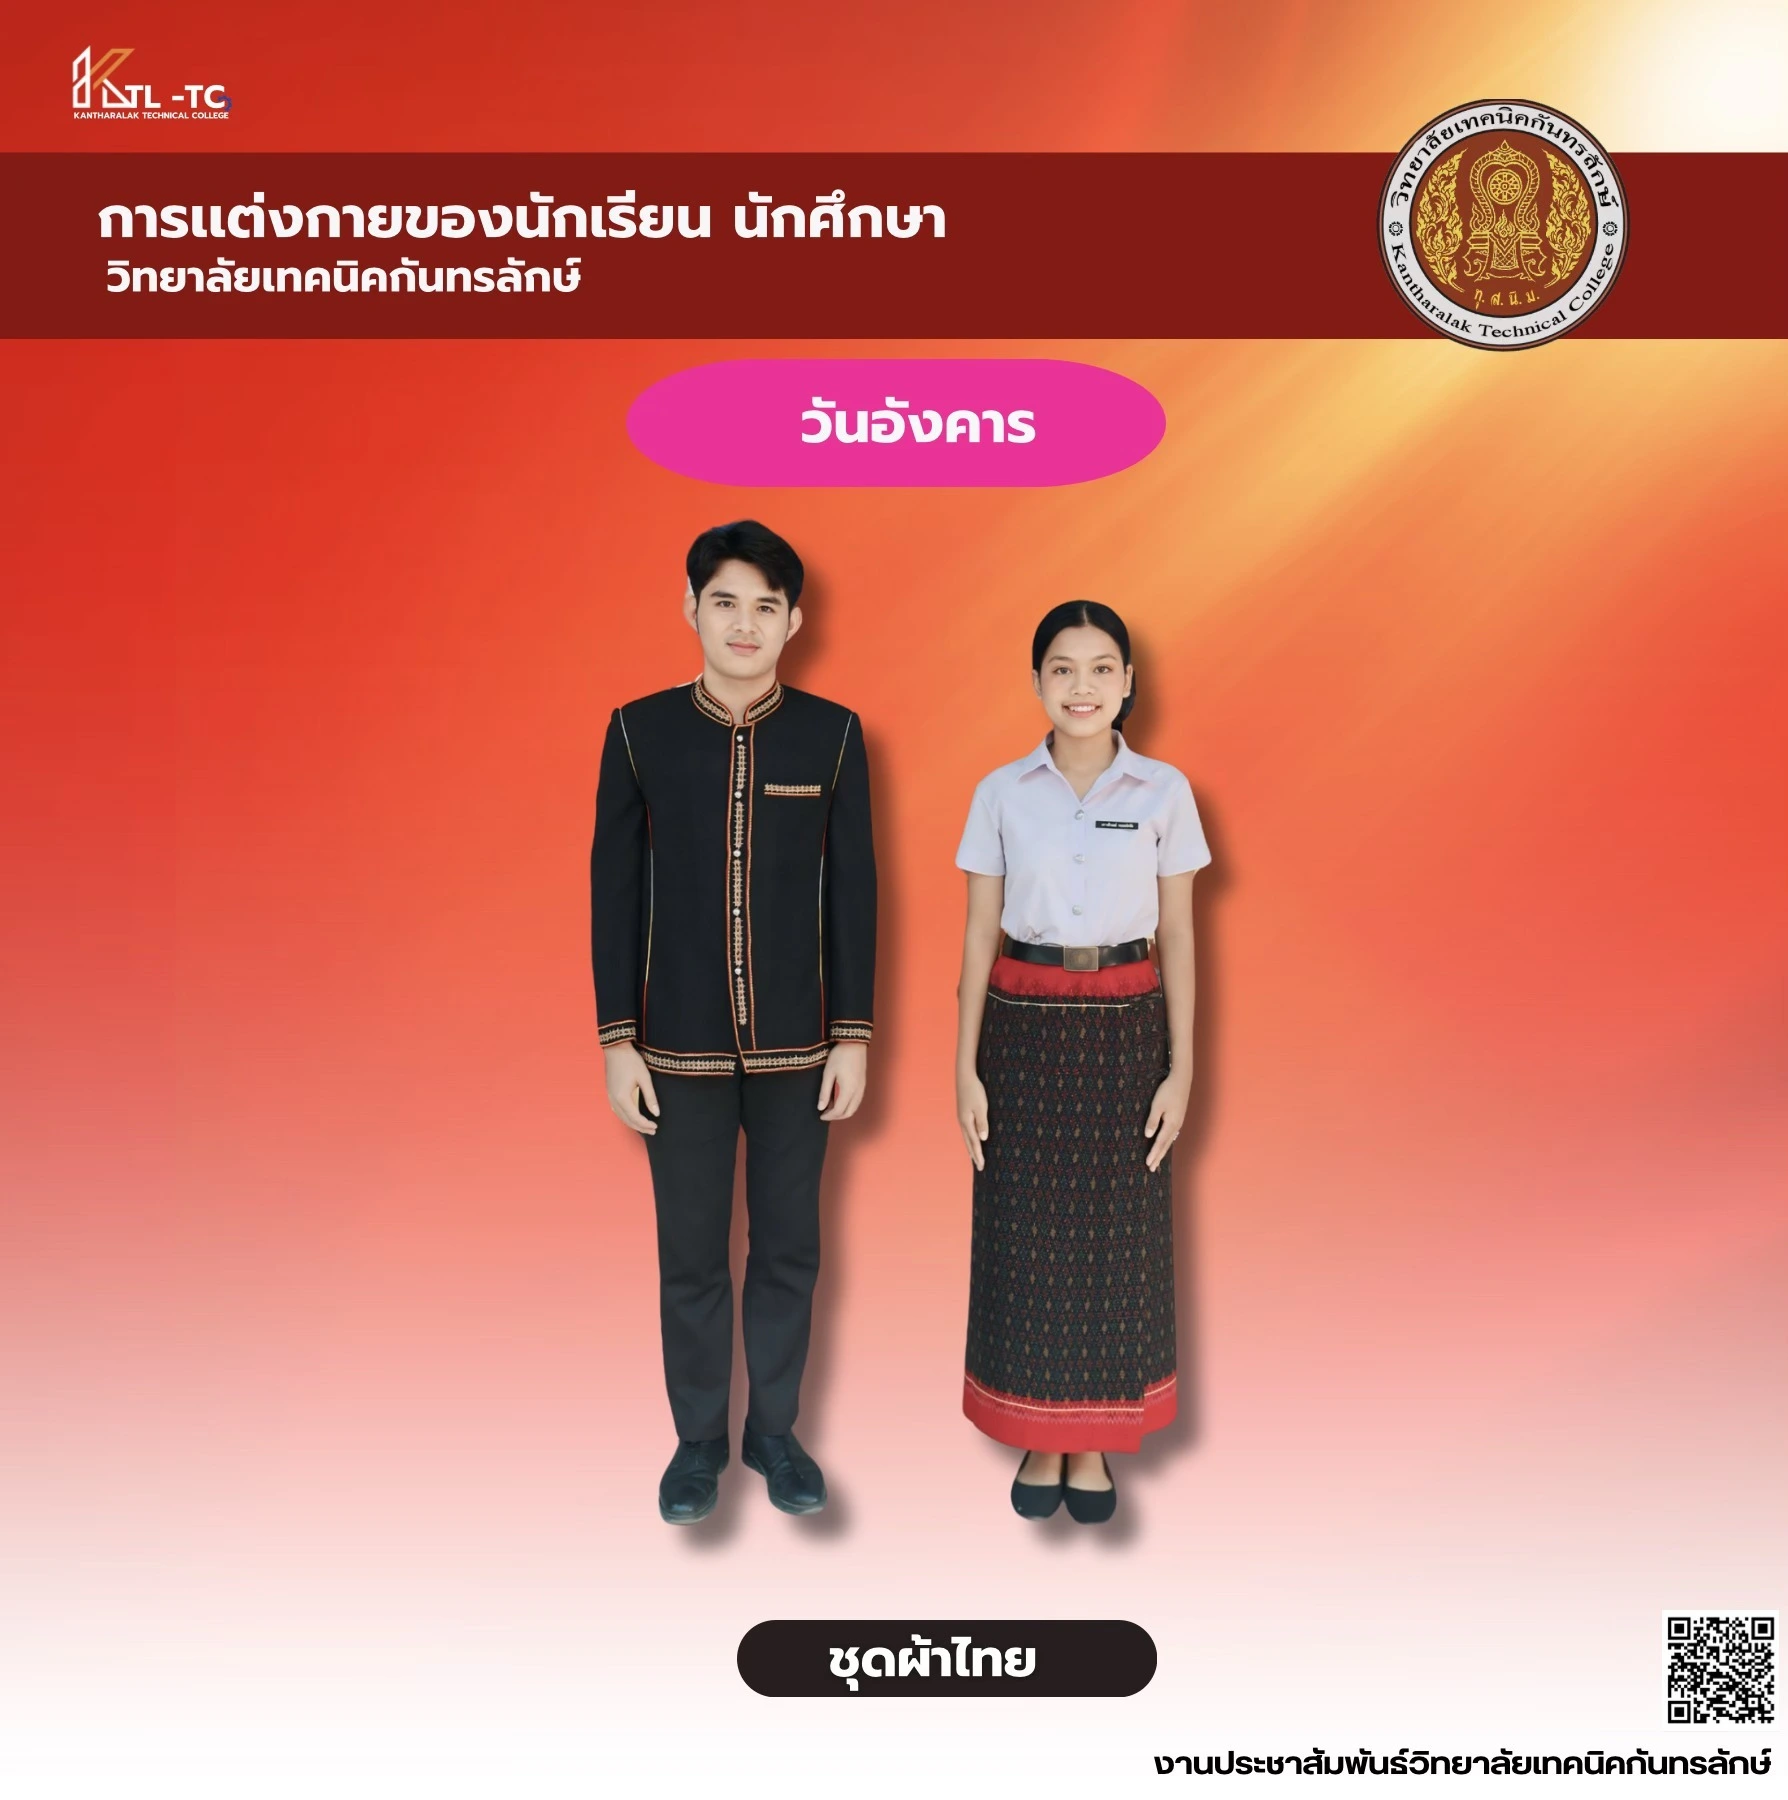 KTL -TC
KANTHARALAK TECHNICAL COLLEGE
วิทยาลัยเทคนิคกันทรลักษ์
ทุ. ส. นิ. ม.
Kantharalak Technical College
การแต่งกายของนักเรียน นักศึกษา
วิทยาลัยเทคนิคกันทรลักษ์
วันอังคาร
ชุดผ้าไทย
งานประชาสัมพันธ์วิทยาลัยเทคนิคกันทรลักษ์